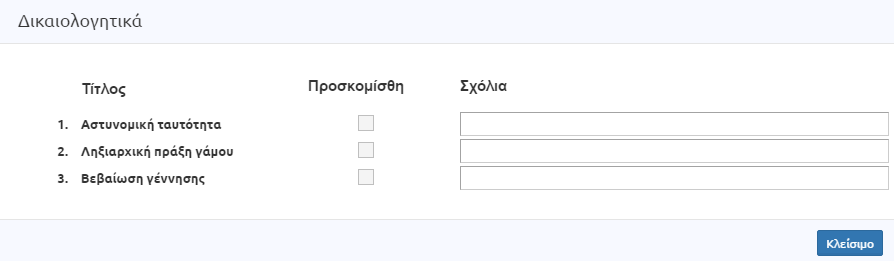 Δικαιολογητικά
Τίτλος Προσκομίσθη Σχόλια
1. Αστυνομική ταυτότητα
2. Ληξιαρχική πράξη γάμου
3. Βεβαίωση γέννησης
Κλείσιμο